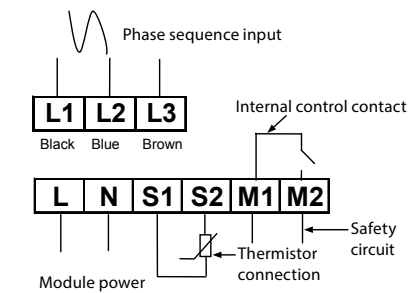 Phase sequence input
L1 L2 L3
Black Blue Brown
Internal control contact
L N S1 S2 M1 M2
Safety
circuit
Thermistor
connection
Module power